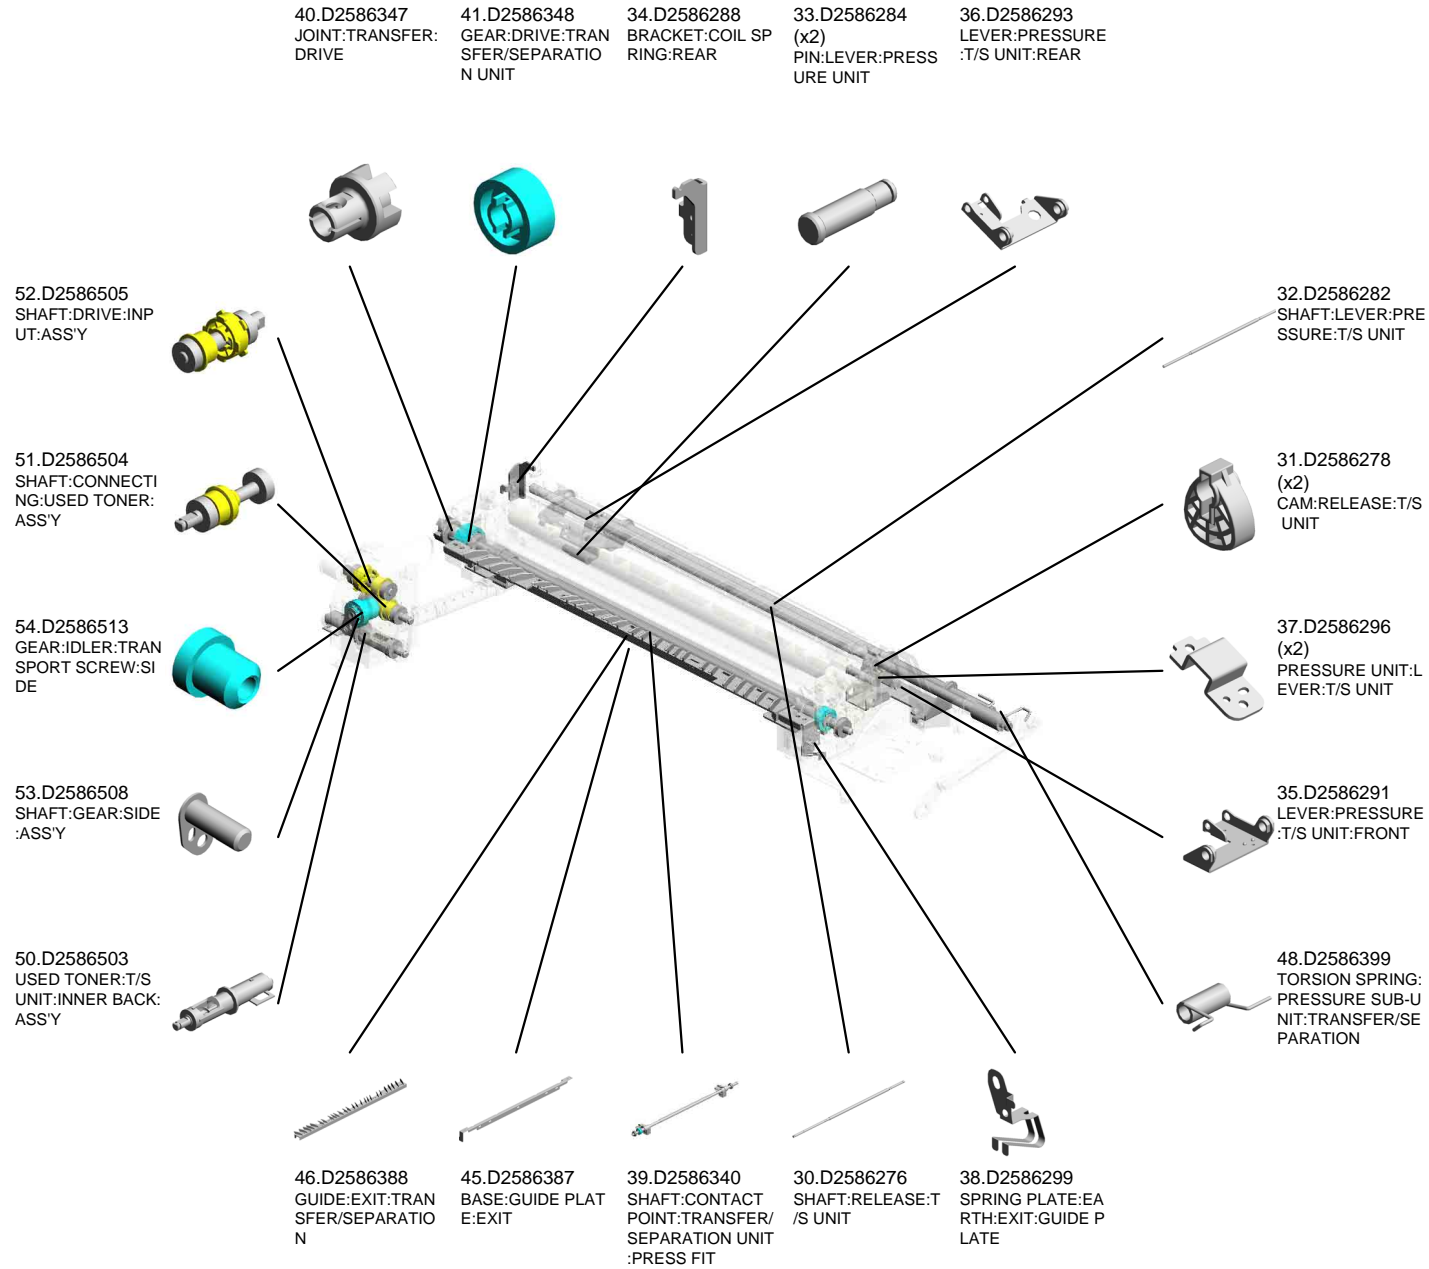 40.D2586347
JOINT:TRANSFER:
DRIVE
41.D2586348
GEAR:DRIVE:TRAN
SFER/SEPARATIO
N UNIT
34.D2586288
BRACKET:COIL SP
RING:REAR
33.D2586284
(x2)
PIN:LEVER:PRESS
URE UNIT
36.D2586293
LEVER:PRESSURE
:T/S UNIT:REAR
52.D2586505
SHAFT:DRIVE:INP
UT:ASS'Y
32.D2586282
SHAFT:LEVER:PRE
SSURE:T/S UNIT
51.D2586504
SHAFT:CONNECTI
NG:USED TONER:
ASS'Y
31.D2586278
(x2)
CAM:RELEASE:T/S
UNIT
54.D2586513
GEAR:IDLER:TRAN
SPORT SCREW:SI
DE
37.D2586296
(x2)
PRESSURE UNIT:L
EVER:T/S UNIT
53.D2586508
SHAFT:GEAR:SIDE
:ASS'Y
35.D2586291
LEVER:PRESSURE
:T/S UNIT:FRONT
50.D2586503
USED TONER:T/S
UNIT:INNER BACK:
ASS'Y
48.D2586399
TORSION SPRING:
PRESSURE SUB-U
NIT:TRANSFER/SE
PARATION
46.D2586388
GUIDE:EXIT:TRAN
SFER/SEPARATIO
N
45.D2586387
BASE:GUIDE PLAT
E:EXIT
39.D2586340
SHAFT:CONTACT
POINT:TRANSFER/
SEPARATION UNIT
:PRESS FIT
30.D2586276
SHAFT:RELEASE:T
/S UNIT
38.D2586299
SPRING PLATE:EA
RTH:EXIT:GUIDE P
LATE